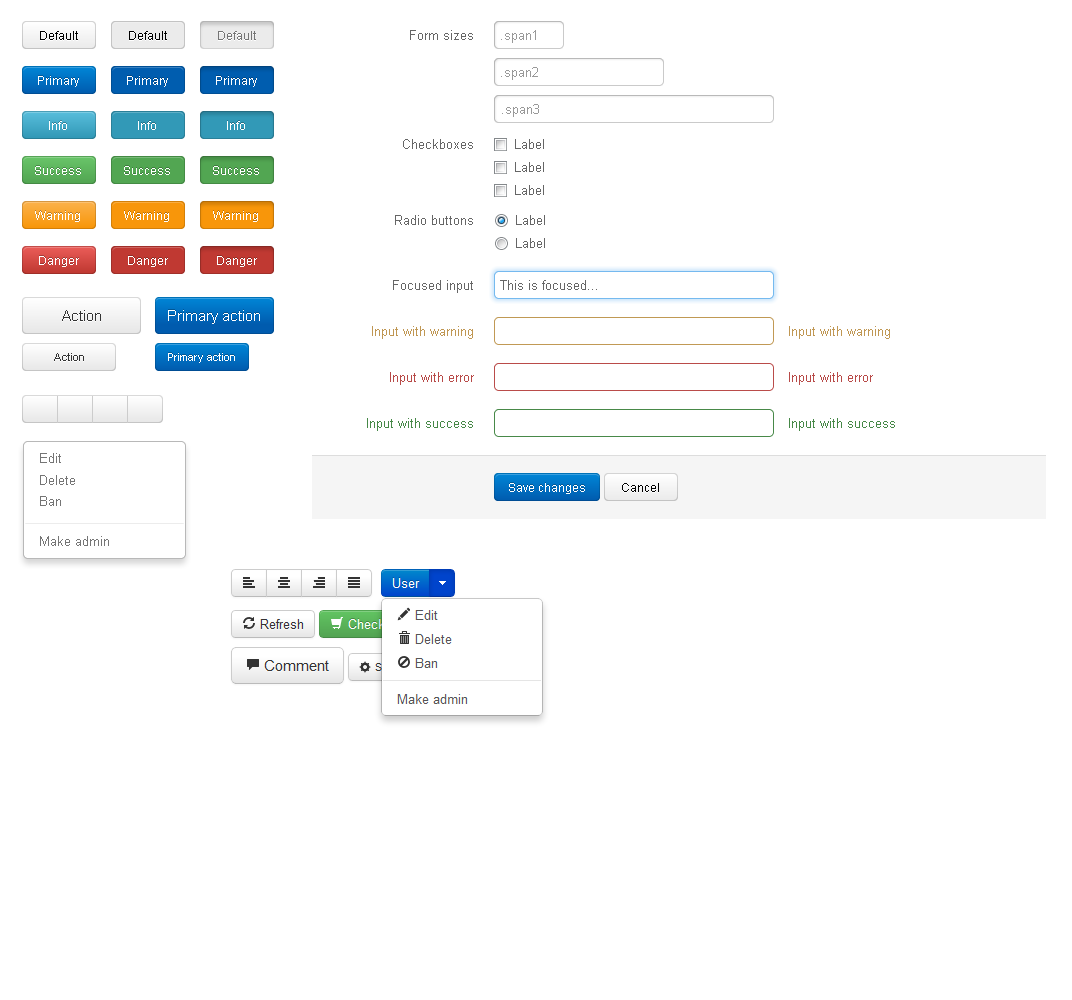 Default Default Default
Primary Primary Primary
Info Info Info
Success Success Success
Warning Warning Warning
Danger Danger Danger
Action Primary action
Action Primary action
Edit
Delete
Ban
Make admin
Form sizes .span1
.span2
.span3
Checkboxes Label
Label
Label
Radio buttons Label
Label
Focused input This is focused...
Input with warning Input with warning
Input with error Input with error
Input with success Input with success
Save changes Cancel
User
Refresh Check
Comment S
Edit
Delete
Ban
Make admin